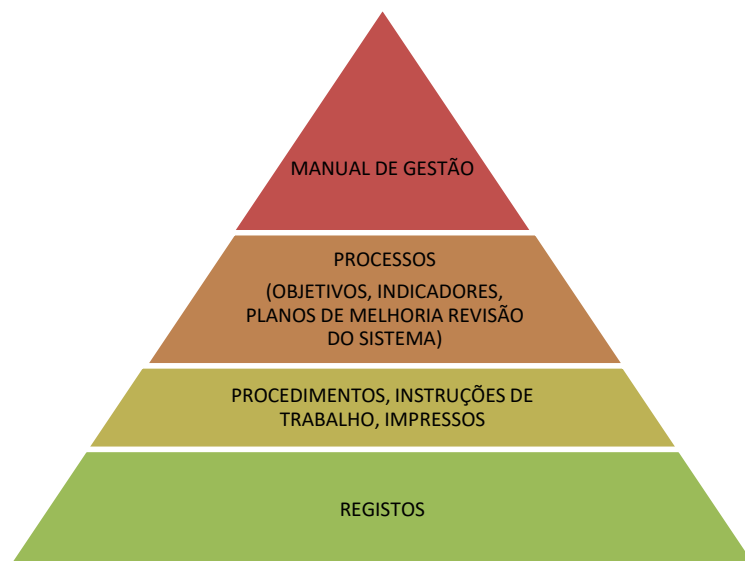 MANUAL DE GESTÃO
PROCESSOS
(OBJETIVOS, INDICADORES,
PLANOS DE MELHORIA REVISÃO
DO SISTEMA)
PROCEDIMENTOS, INSTRUÇÕES DE
TRABALHO, IMPRESSOS
REGISTOS